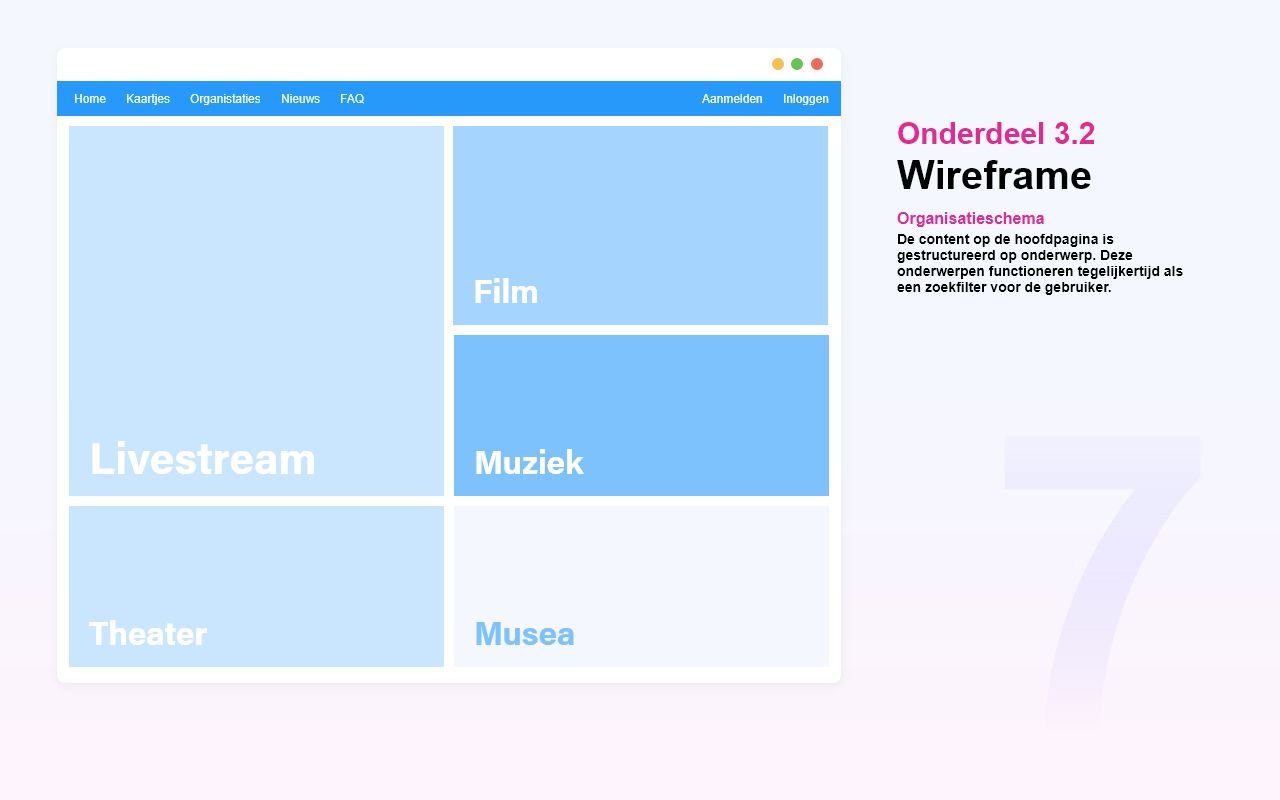 Home Kaartjes Organistaties Nieuws FAQ Aanmelden Inloggen
Livestream
Film
Muziek
Theater
Musea
Onderdeel 3.2
Wireframe
Organisatieschema
De content op de hoofdpagina is
gestructureerd op onderwerp. Deze
onderwerpen functioneren tegelijkertijd als
een zoekfilter voor de gebruiker.
7